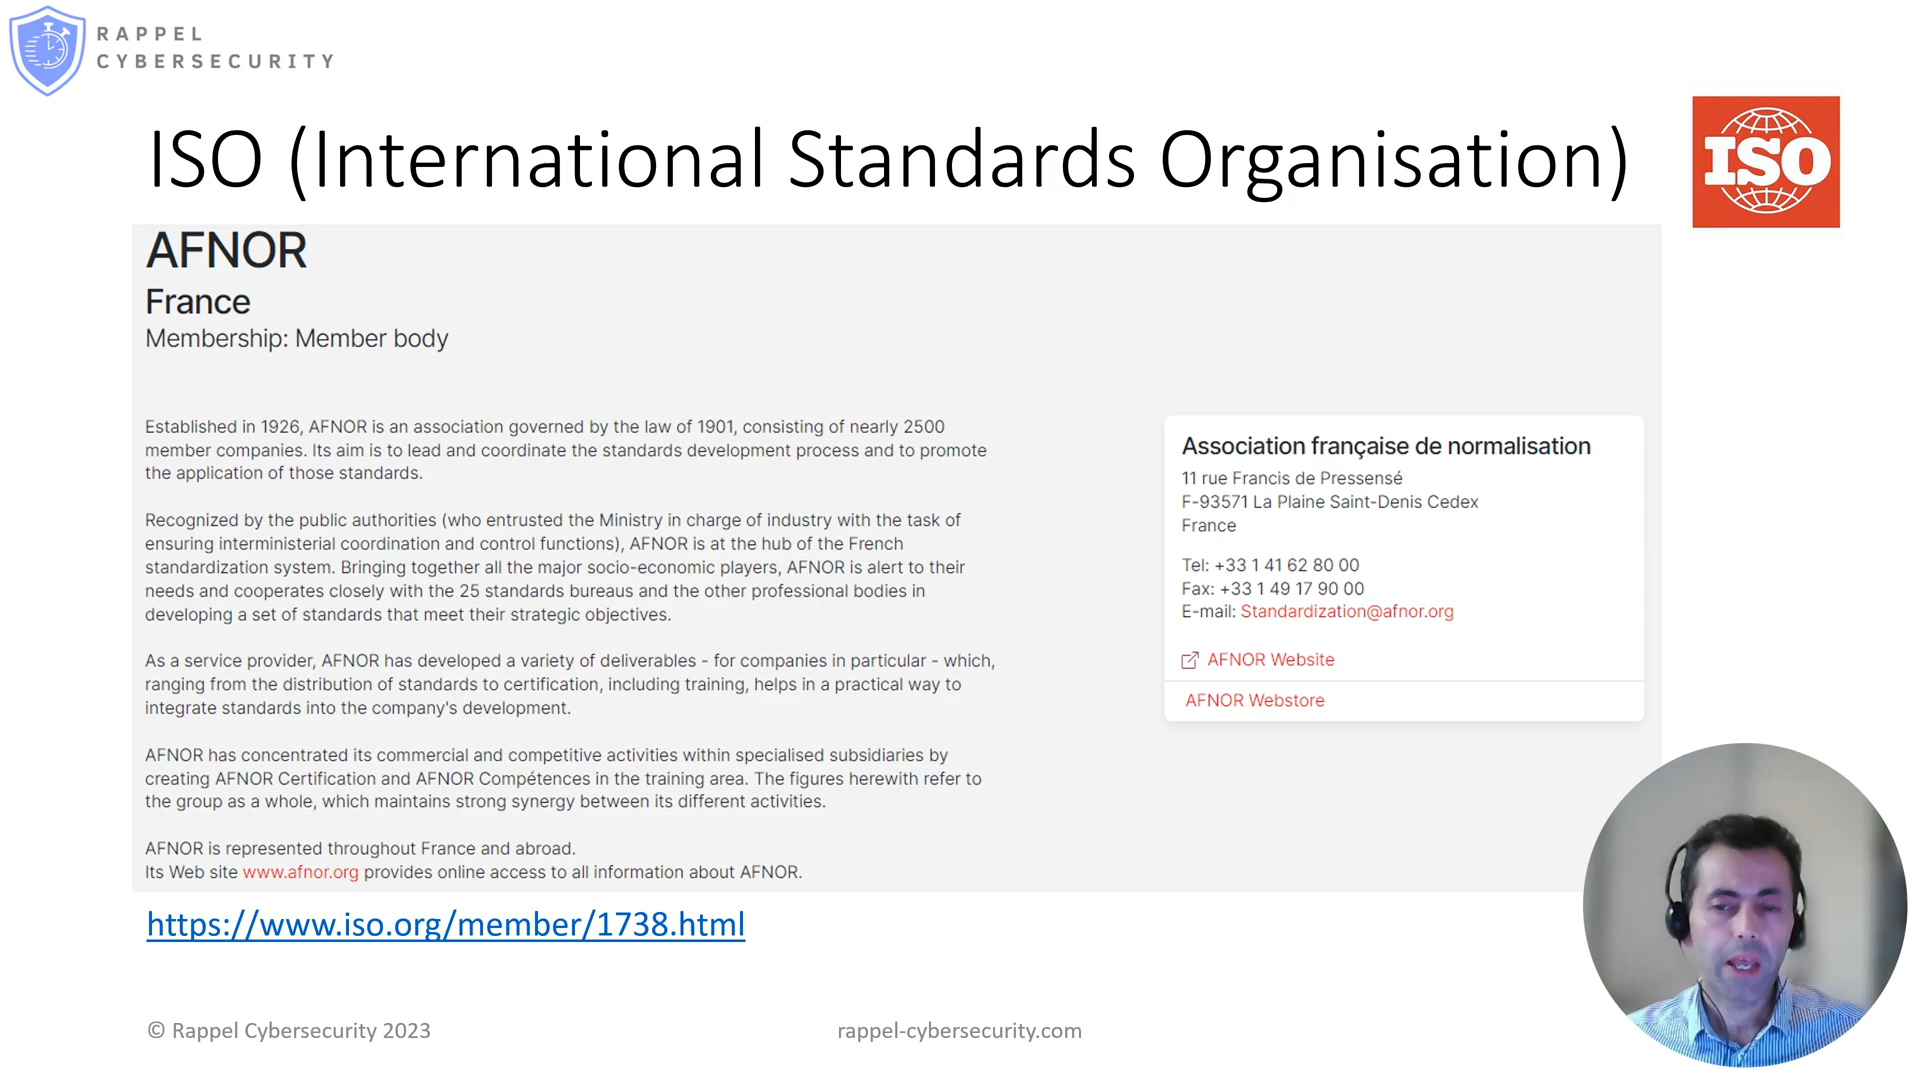 RAPPEL
CYBERSECURITY
ISO (International Standards Organisation)
ISO
AFNOR
France
Membership: Member body
Established in 1926, AFNOR is an association governed by the law of 1901, consisting of nearly 2500
member companies. Its aim is to lead and coordinate the standards development process and to promote
the application of those standards.
Recognized by the public authorities (who entrusted the Ministry in charge of industry with the task of
ensuring interministerial coordination and control functions), AFNOR is at the hub of the French
standardization system. Bringing together all the major socio-economic players, AFNOR is alert to their
needs and cooperates closely with the 25 standards bureaus and the other professional bodies in
developing a set of standards that meet their strategic objectives.
As a service provider, AFNOR has developed a variety of deliverables - for companies in particular - which,
ranging from the distribution of standards to certification, including training, helps in a practical way to
integrate standards into the company's development.
AFNOR has concentrated its commercial and competitive activities within specialised subsidiaries by
creating AFNOR Certification and AFNOR Compétences in the training area. The figures herewith refer to
the group as a whole, which maintains strong synergy between its different activities.
AFNOR is represented throughout France and abroad.
Its Web site www.afnor.org provides online access to all information about AFNOR.
Association française de normalisation
11 rue Francis de Pressensé
F-93571 La Plaine Saint-Denis Cedex
France
Tel: +33 1 41 62 80 00
Fax: +33 1 49 17 90 00
E-mail: Standardization@afnor.org
AFNOR Website
AFNOR Webstore
https://www.iso.org/member/1738.html
© Rappel Cybersecurity 2023
rappel-cybersecurity.com